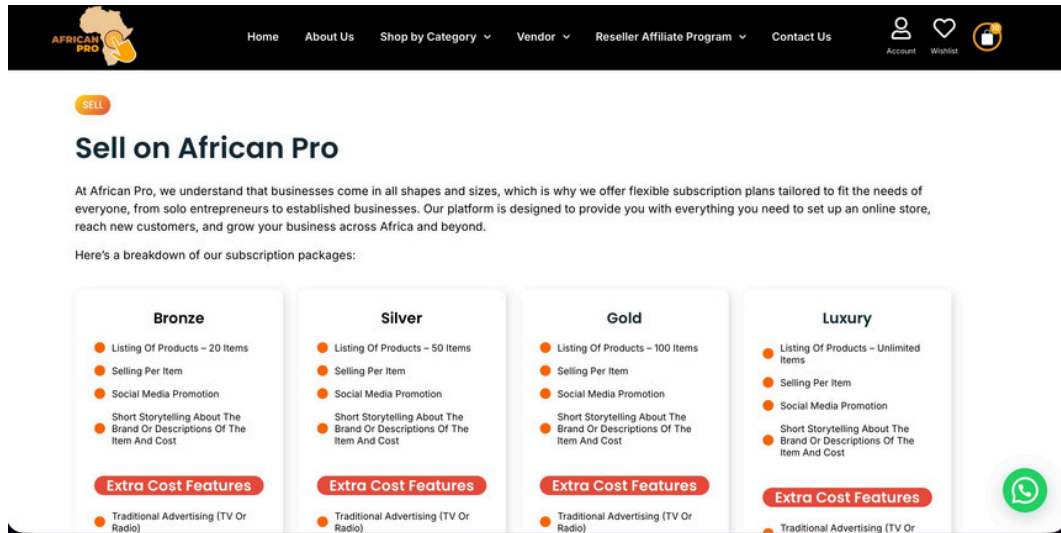 AFRICAN
PRO
Home
About Us
Shop by Category
Vendor
Reseller Affiliate Program
Contact Us
Account
Wishlist
SELL
Sell on African Pro
At African Pro, we understand that businesses come in all shapes and sizes, which is why we offer flexible subscription plans tailored to fit the needs of
everyone, from solo entrepreneurs to established businesses. Our platform is designed to provide you with everything you need to set up an online store,
reach new customers, and grow your business across Africa and beyond.
Here's a breakdown of our subscription packages:
Bronze
Listing Of Products – 20 Items
Selling Per Item
Social Media Promotion
Short Storytelling About The
Brand Or Descriptions Of The
Item And Cost
Extra Cost Features
Traditional Advertising (TV Or
Radio)
Silver
Listing Of Products – 50 Items
Selling Per Item
Social Media Promotion
Short Storytelling About The
Brand Or Descriptions Of The
Item And Cost
Extra Cost Features
Traditional Advertising (TV Or
Radio)
Gold
Listing Of Products – 100 Items
Selling Per Item
Social Media Promotion
Short Storytelling About The
Brand Or Descriptions Of The
Item And Cost
Extra Cost Features
Traditional Advertising (TV Or
Radio)
Luxury
Listing Of Products – Unlimited
Items
Selling Per Item
Social Media Promotion
Short Storytelling About The
Brand Or Descriptions Of The
Item And Cost
Extra Cost Features
Traditional Advertising (TV Or